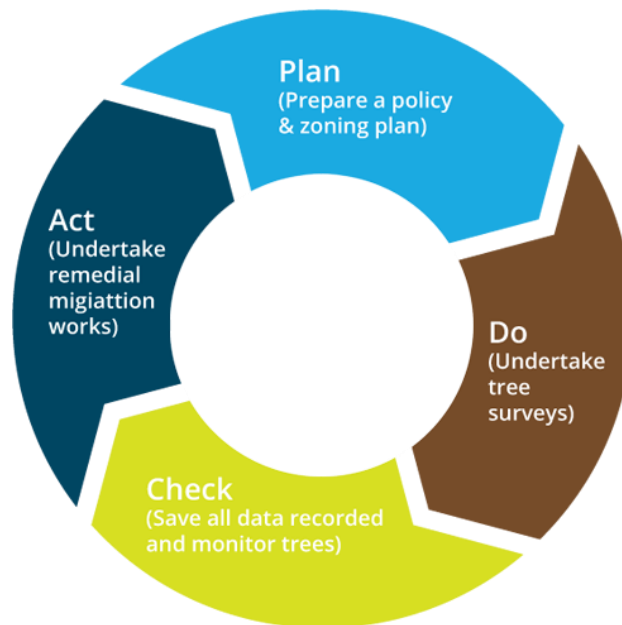 Plan
(Prepare a policy
& zoning plan)
Do
(Undertake
tree
surveys)
Check
(Save all data recorded
and monitor trees)
Act
(Undertake
remedial
migiattion
works)